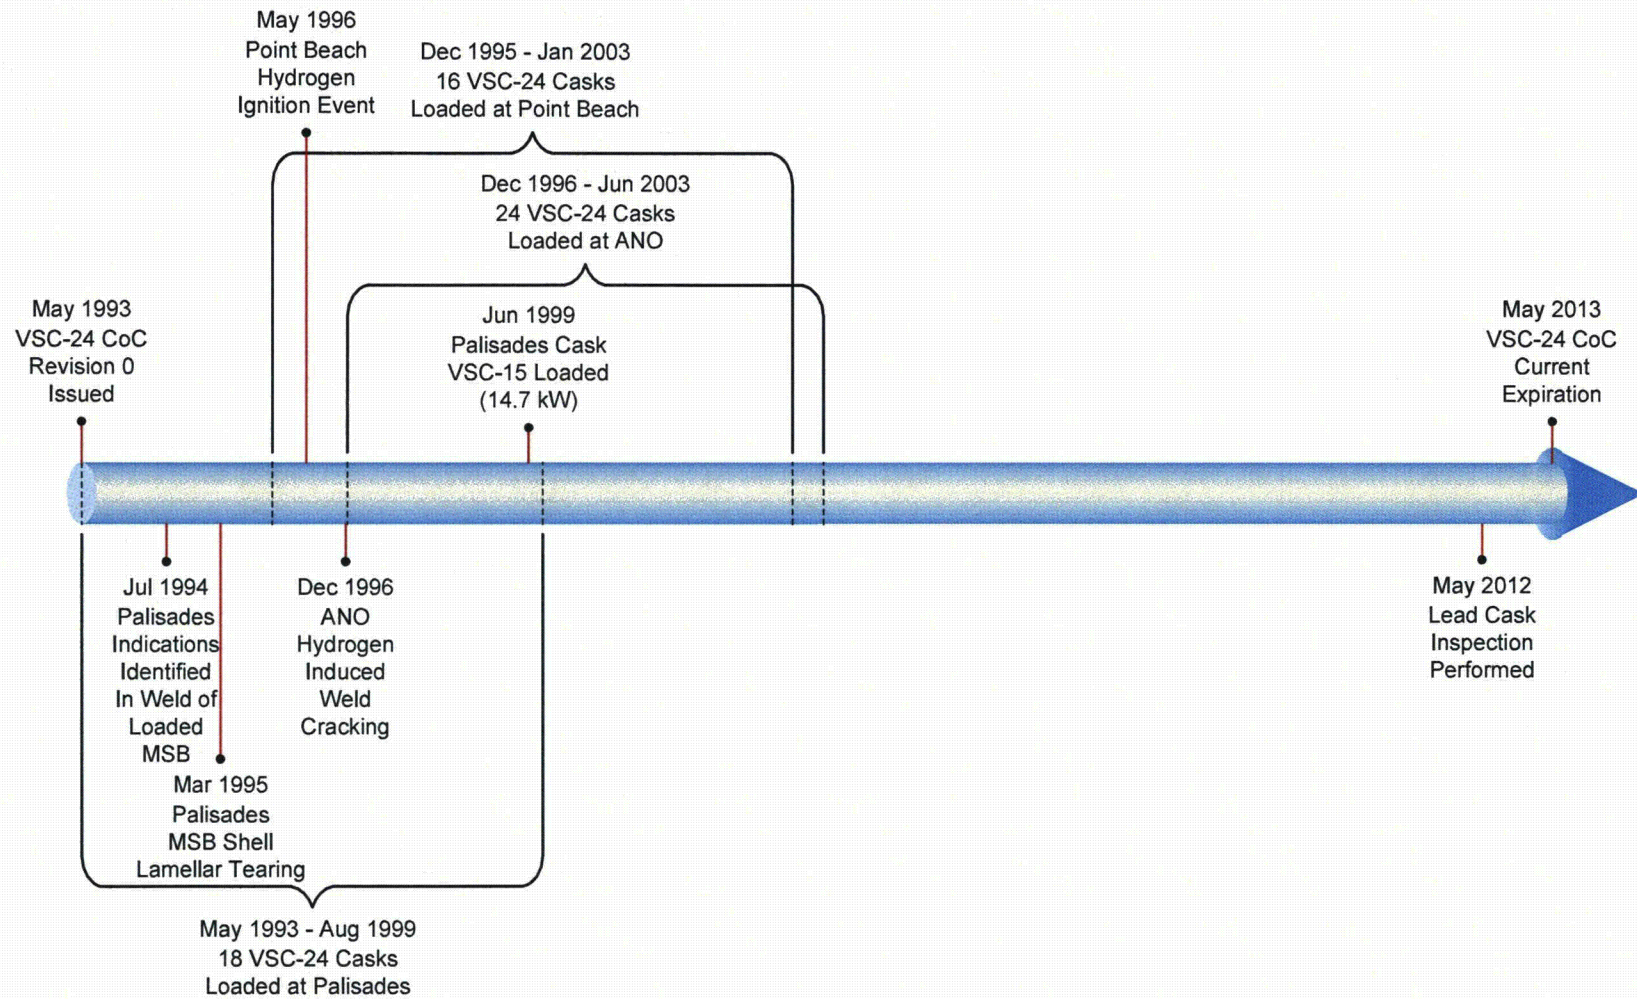 May 1996
Point Beach
Hydrogen
Ignition Event
Dec 1995 - Jan 2003
16 VSC-24 Casks
Loaded at Point Beach
Dec 1996 - Jun 2003
24 VSC-24 Casks
Loaded at ANO
May 1993
VSC-24 CoC
Revision 0
Issued
Jun 1999
Palisades Cask
VSC-15 Loaded
(14.7 kW)
May 2013
VSC-24 CoC
Current
Expiration
Jul 1994
Palisades
Indications
Identified
In Weld of
Loaded
MSB
Mar 1995
Palisades
MSB Shell
Lamellar Tearing
Dec 1996
ANO
Hydrogen
Induced
Weld
Cracking
May 2012
Lead Cask
Inspection
Performed
May 1993 - Aug 1999
18 VSC-24 Casks
Loaded at Palisades